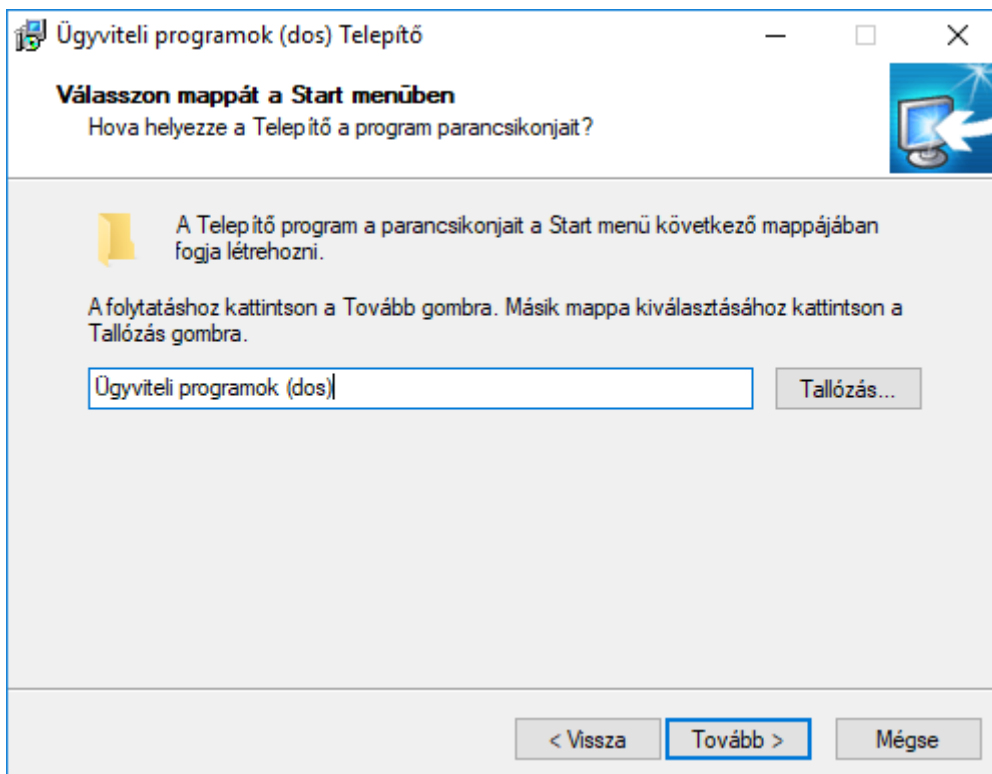 Ügyviteli programok (dos) Telepítő
Válasszon mappát a Start menüben
Hova helyezze a Telepítő a program parancsikonjait?
A Telepítő program a parancsikonjait a Start menü következő mappájában
fogja létrehozni.
A folytatáshoz kattintson a Tovább gombra. Másik mappa kiválasztásához kattintson a
Tallózás gombra.
Ügyviteli programok (dos)
Tallózás...
< Vissza
Tovább >
Mégse